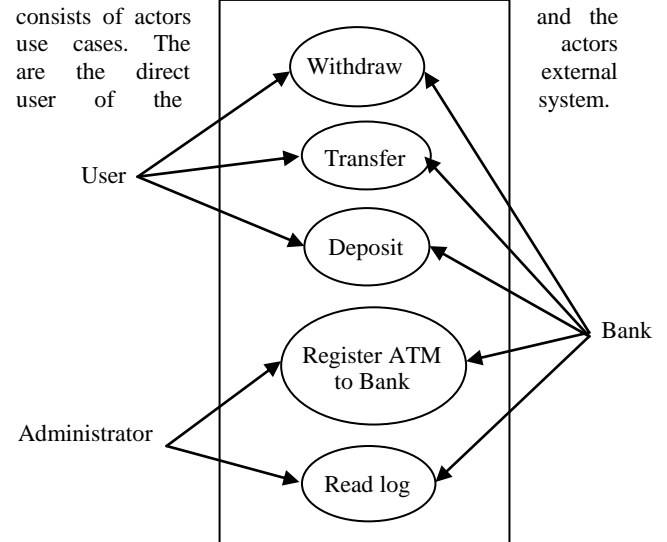 consists of actors and the
use cases. The actors
are the direct external
user of the system.
Withdraw
Transfer
User
Deposit
Bank
Register ATM
to Bank
Administrator
Read log